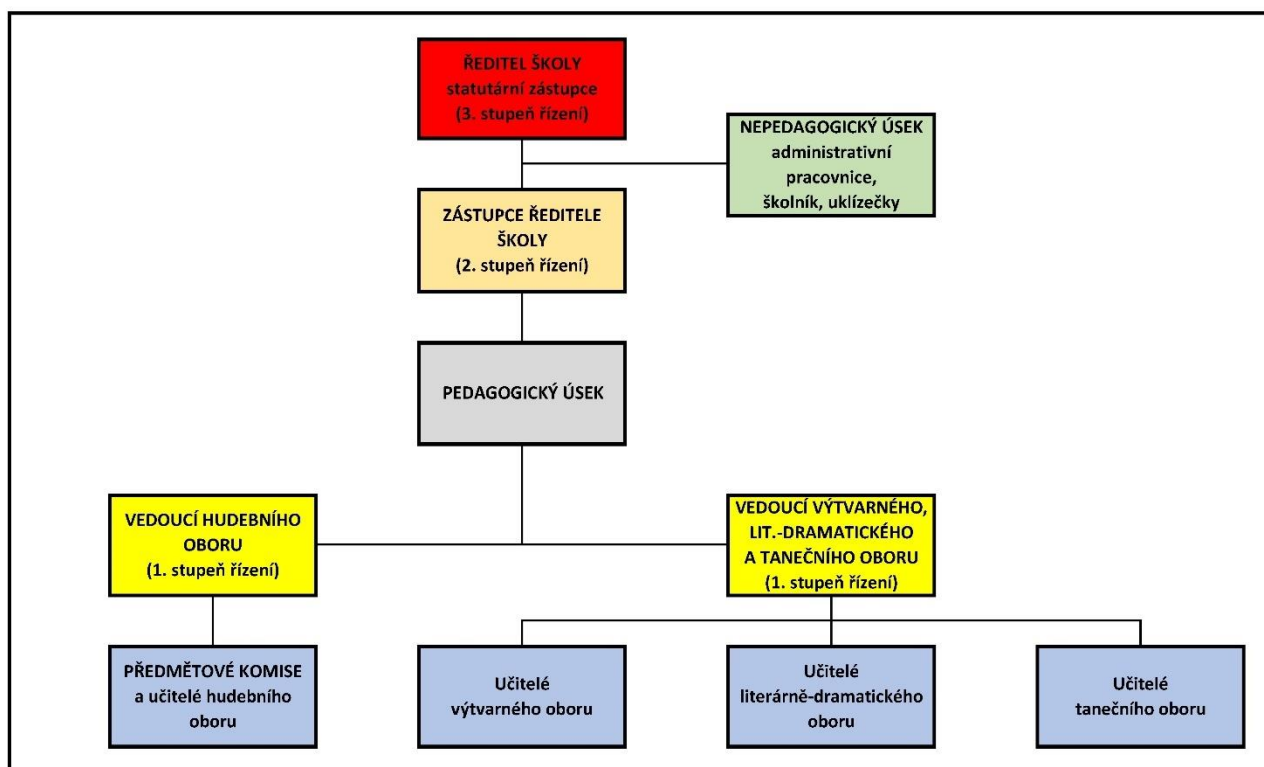 ŘEDITEL ŠKOLY
statutární zástupce
(3. stupeň řízení)
NEPEDAGOGICKÝ ÚSEK
administrativní
pracovnice,
školník, uklízečky
ZÁSTUPCE ŘEDITELE
ŠKOLY
(2. stupeň řízení)
PEDAGOGICKÝ ÚSEK
VEDOUCÍ HUDEBNÍHO
OBORU
(1. stupeň řízení)
VEDOUCÍ VÝTVARNÉHO,
LIT.-DRAMATICKÉHO
A TANEČNÍHO OBORU
(1. stupeň řízení)
PŘEDMĚTOVÉ KOMISE
a učitelé hudebního
oboru
Učitelé
výtvarného oboru
Učitelé
literárně-dramatického
oboru
Učitelé
tanečního oboru